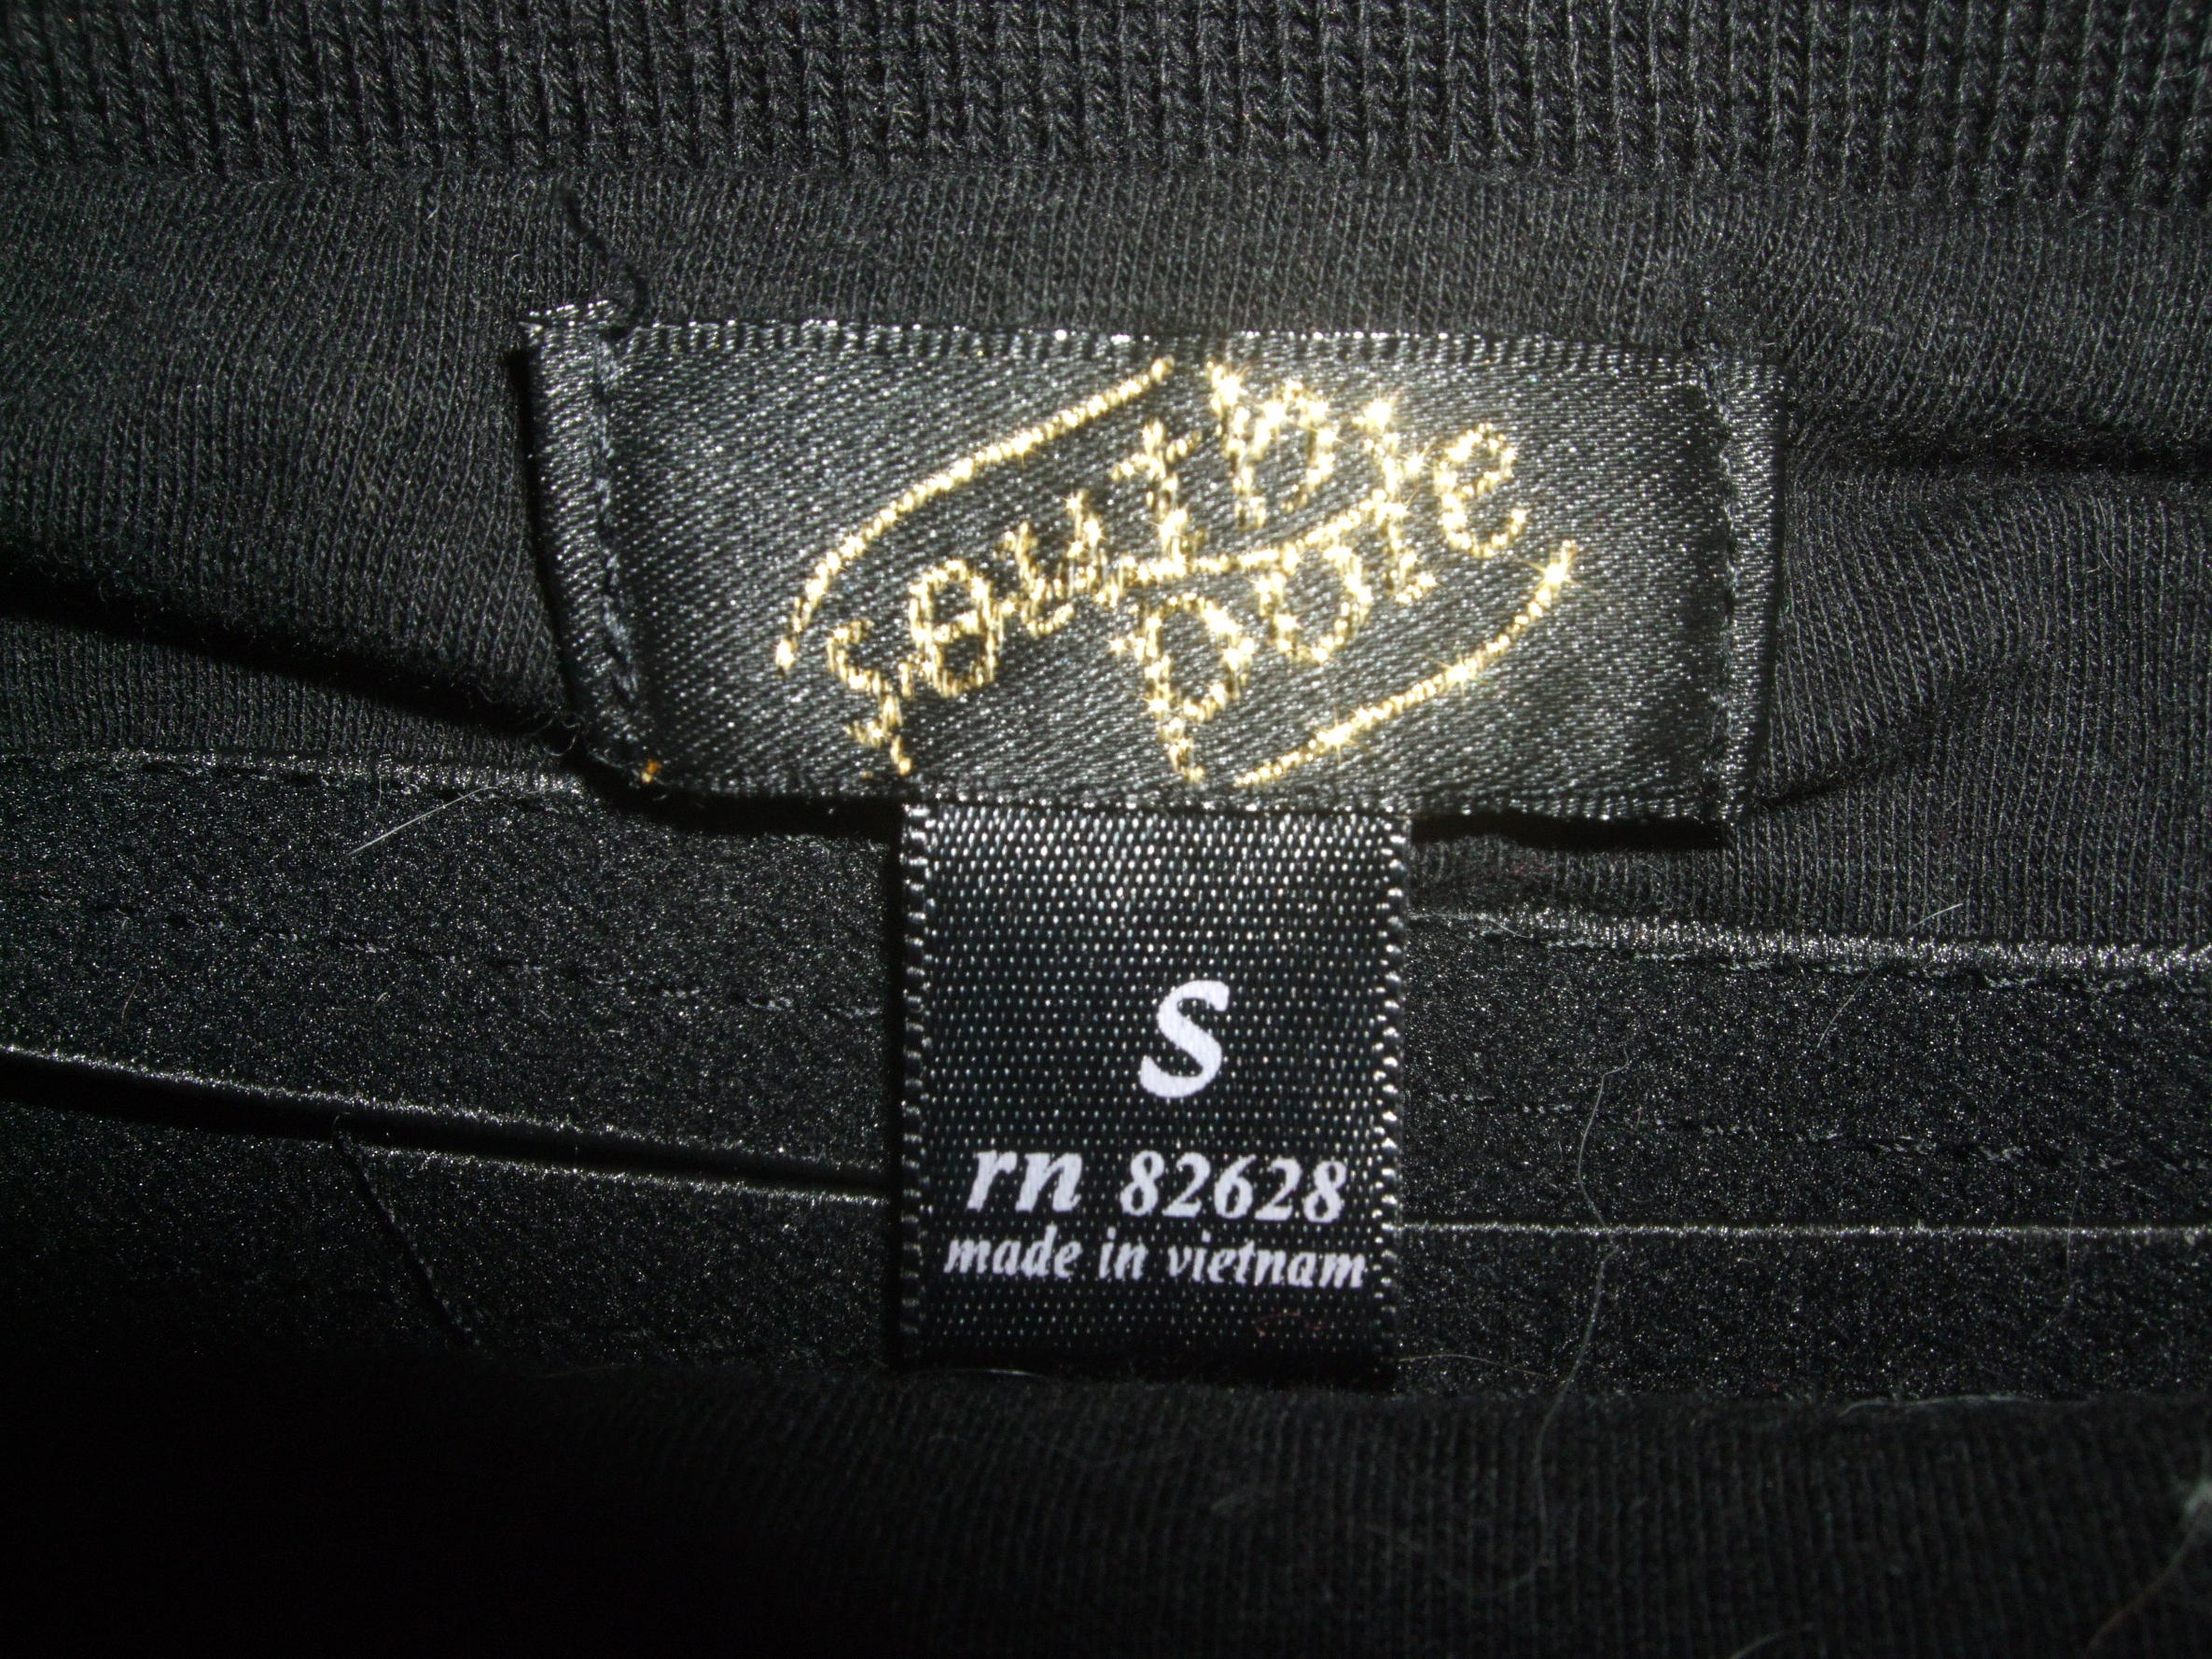 south
pole
S
rn 82628
made in vietnam